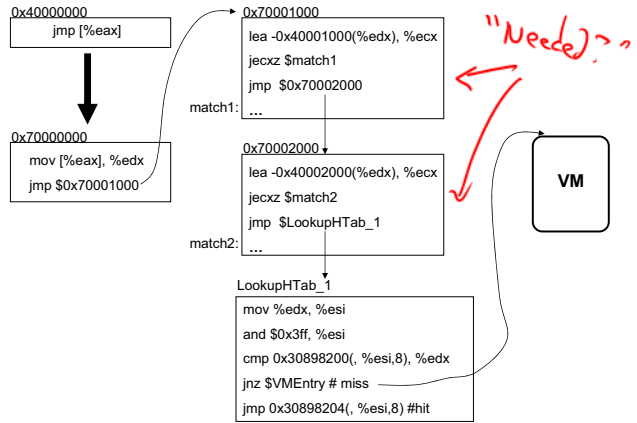 0x40000000
jmp [%eax]
0x70000000
mov [%eax], %edx
jmp $0x70001000
0x70001000
lea -0x40001000(%edx), %ecx
jecxz $match1
jmp $0x70002000
match1:
...
0x70002000
lea -0x40002000(%edx), %ecx
jecxz $match2
jmp $LookupHTab_1
match2:
...
LookupHTab_1
mov %edx, %esi
and $0x3ff, %esi
cmp 0x30898200(, %esi,8), %edx
jnz $VMEntry # miss
jmp 0x30898204(, %esi,8) #hit
"Needed?"
VM